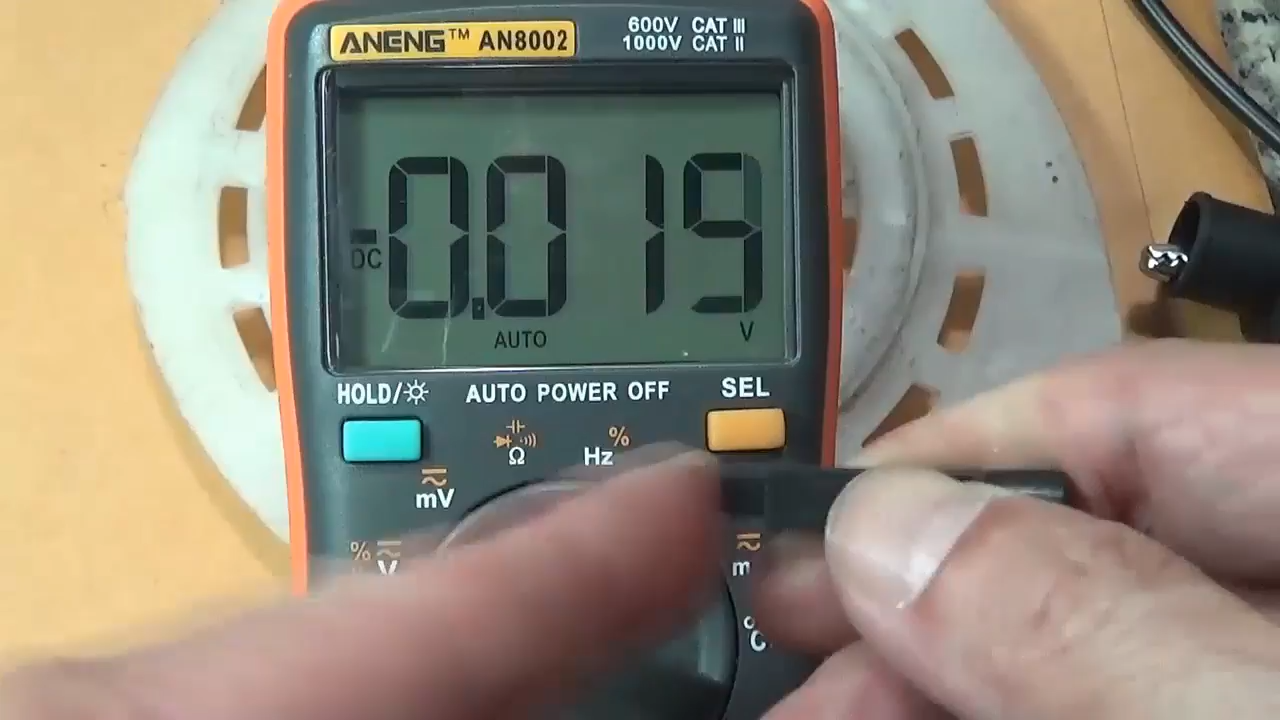 ANENG™ AN8002
600V CAT III
1000V CAT II
-0.019
DC
AUTO
V
HOLD/
AUTO POWER OFF
SEL
%
Ω
Hz
mV
%
V
m
°C